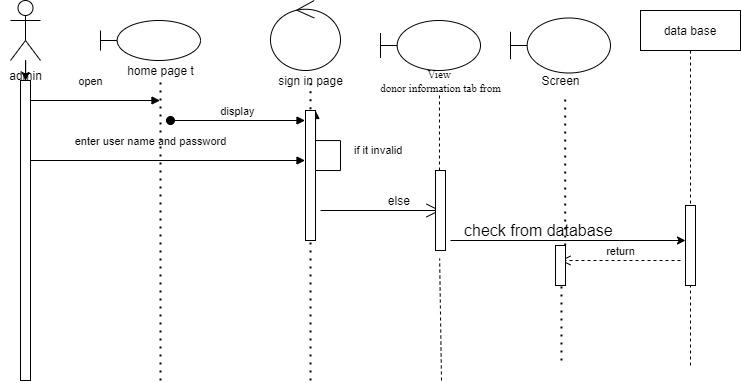 admin
home page t
sign in page
View
donor information tab from
Screen
data base
open
display
enter user name and password
if it invalid
else
check from database
return